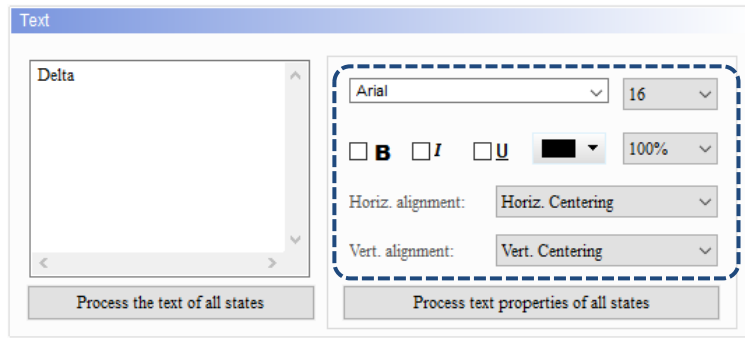 Text
Delta
Arial 16
B I U 100%
Horiz. alignment: Horiz. Centering
Vert. alignment: Vert. Centering
Process the text of all states Process text properties of all states